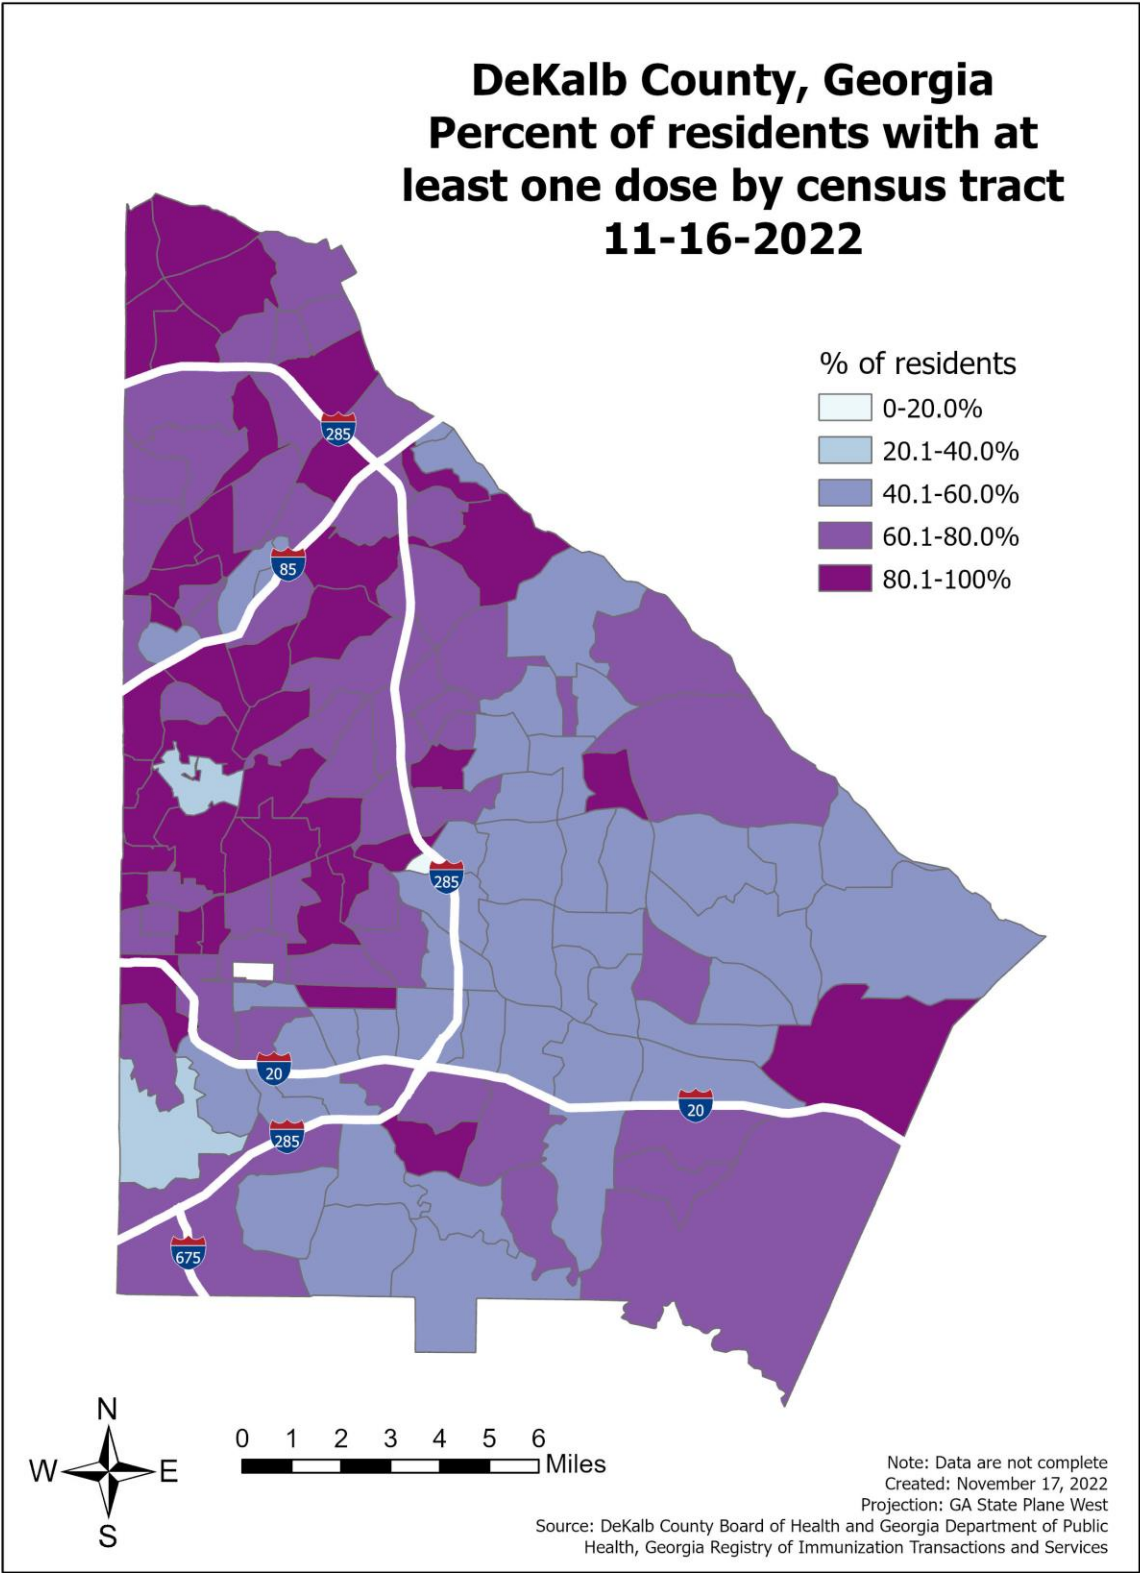 DeKalb County, Georgia
Percent of residents with at
least one dose by census tract
11-16-2022
% of residents
0-20.0%
20.1-40.0%
40.1-60.0%
60.1-80.0%
80.1-100%
285
85
285
20
20
285
675
N
W E
S
0 1 2 3 4 5 6
Miles
Note: Data are not complete
Created: November 17, 2022
Projection: GA State Plane West
Source: DeKalb County Board of Health and Georgia Department of Public
Health, Georgia Registry of Immunization Transactions and Services